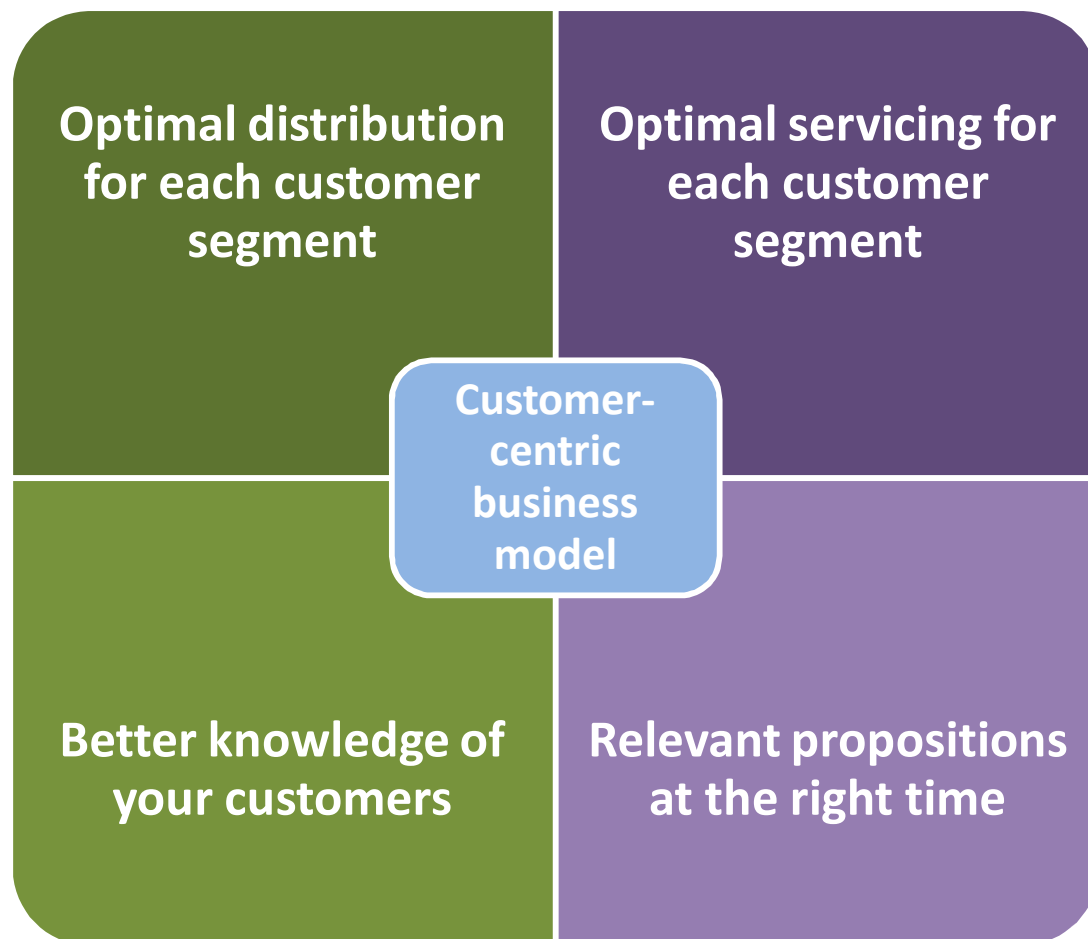 Optimal distribution
for each customer
segment
Optimal servicing for
each customer
segment
Customer-
centric
business
model
Better knowledge of
your customers
Relevant propositions
at the right time